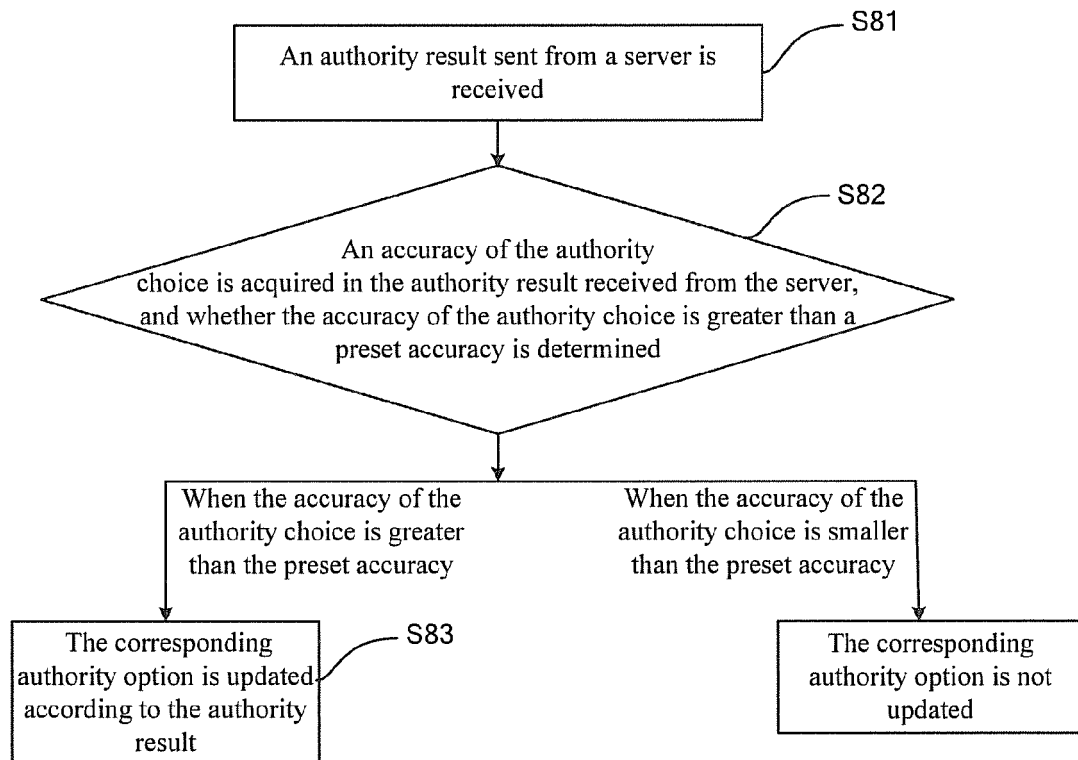 S81
An authority result sent from a server is
received
S82
An accuracy of the authority
choice is acquired in the authority result received from the server,
and whether the accuracy of the authority choice is greater than a
preset accuracy is determined
When the accuracy of the
authority choice is greater
than the preset accuracy
When the accuracy of the
authority choice is smaller
than the preset accuracy
S83
The corresponding
authority option is updated
according to the authority
result
The corresponding
authority option is not
updated